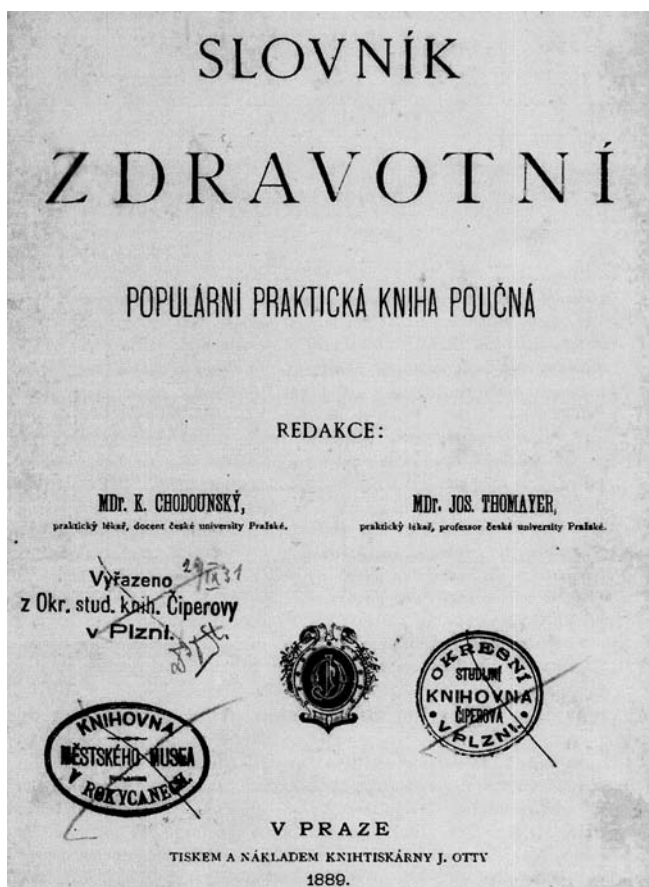 SLOVNÍK
ZDRAVOTNÍ
POPULÁRNÍ PRAKTICKÁ KNIHA POUČNÁ
REDAKCE:
MDr. K. CHODOUNSKÝ,
praktický lékař, docent české university Pražské.
MDr. JOS. THOMAYER,
praktický lékař, professor české university Pražské.
Vyřazeno
z Okr. stud. knih. Čiperovy
v Plzni.
OKRESNÍ
STUDIJNÍ
KNIHOVNA
ČIPEROVA
V PLZNI.
KNIHOVNA
MĚSTSKÉHO MUSEA
V ROKYCANECH.
V PRAZE
TISKEM A NÁKLADEM KNIHTISKÁRNY J. OTTY
1889.